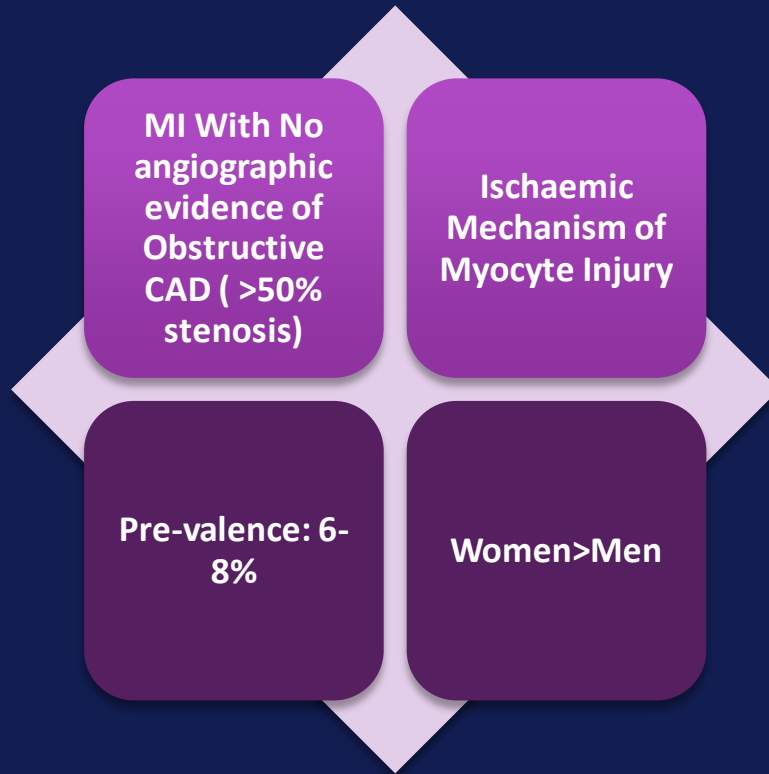 MI With No
angiographic
evidence of
Obstructive
CAD ( >50%
stenosis)
Ischaemic
Mechanism of
Myocyte Injury
Pre-valence: 6-
8%
Women>Men